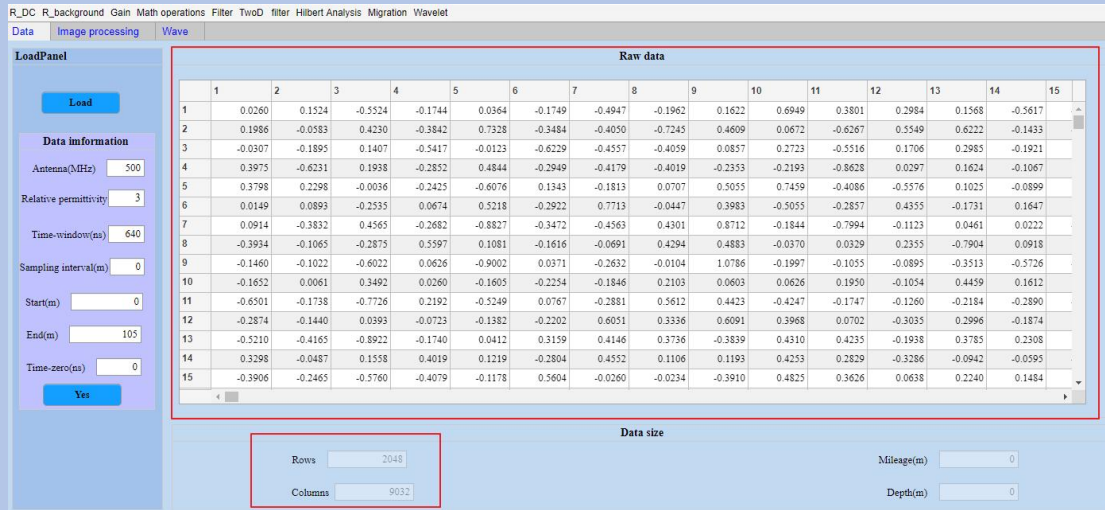 R_DC R_background Gain Math operations Filter TwoD filter Hilbert Analysis Migration Wavelet
Data Image processing Wave
LoadPanel
Load
Data imformation
Antenna(MHz) 500
Relative permittivity 3
Time-window(ns) 640
Sampling interval(m) 0
Start(m) 0
End(m) 105
Time-zero(ns) 0
Yes
Raw data
1 2 3 4 5 6 7 8 9 10 11 12 13 14 15
1 0.0260 0.1524 -0.5524 -0.1744 0.0364 -0.1749 -0.4947 -0.1962 0.1622 0.6949 0.3801 0.2984 0.1568 -0.5617
2 0.1986 -0.0583 0.4230 -0.3842 0.7328 -0.3484 -0.4050 -0.7245 0.4609 0.0672 -0.6267 0.5549 0.6222 -0.1433
3 -0.0307 -0.1895 0.1407 -0.5417 -0.0123 -0.6229 -0.4557 -0.4059 0.0857 0.2723 -0.5516 0.1706 0.2985 -0.1921
4 0.3975 -0.6231 0.1938 -0.2852 0.4844 -0.2949 -0.4179 -0.4019 -0.2353 -0.2193 -0.8628 0.0297 0.1624 -0.1067
5 0.3798 0.2298 -0.0036 -0.2425 -0.6076 0.1343 -0.1813 0.0707 0.5055 0.7459 -0.4086 -0.5576 0.1025 -0.0899
6 0.0149 0.0893 -0.2535 0.0674 0.5218 -0.2922 0.7713 -0.0447 0.3983 -0.5055 -0.2857 0.4355 -0.1731 0.1647
7 0.0914 -0.3832 0.4565 -0.2682 -0.8827 -0.3472 -0.4563 0.4301 0.8712 -0.1844 -0.7994 -0.1123 0.0461 0.0222
8 -0.3934 -0.1065 -0.2875 0.5597 0.1081 -0.1616 -0.0691 0.4294 0.4883 -0.0370 0.0329 0.2355 -0.7904 0.0918
9 -0.1460 -0.1022 -0.6022 0.0626 -0.9002 0.0371 -0.2632 -0.0104 1.0786 -0.1997 -0.1055 -0.0895 -0.3513 -0.5726
10 -0.1652 0.0061 0.3492 0.0260 -0.1605 -0.2254 -0.1846 0.2103 0.0603 0.0626 0.1950 -0.1054 0.4459 0.1612
11 -0.6501 -0.1738 -0.7726 0.2192 -0.5249 0.0767 -0.2881 0.5612 0.4423 -0.4247 -0.1747 -0.1260 -0.2184 -0.2890
12 -0.2874 -0.1440 0.0393 -0.0723 -0.1382 -0.2202 0.6051 0.3336 0.6091 0.3968 0.0702 -0.3035 0.2996 -0.1874
13 -0.5210 -0.4165 -0.8922 -0.1740 0.0412 0.3159 0.4146 0.3736 -0.3839 0.4310 0.4235 -0.1938 0.3785 0.2308
14 0.3298 -0.0487 0.1558 0.4019 0.1219 -0.2804 0.4552 0.1106 0.1193 0.4253 0.2829 -0.3286 -0.0942 -0.0595
15 -0.3906 -0.2465 -0.5760 -0.4079 -0.1178 0.5604 -0.0260 -0.0234 -0.3910 0.4825 0.3626 0.0638 0.2240 0.1484
Data size
Rows 2048 Mileage(m) 0
Columns 9032 Depth(m) 0